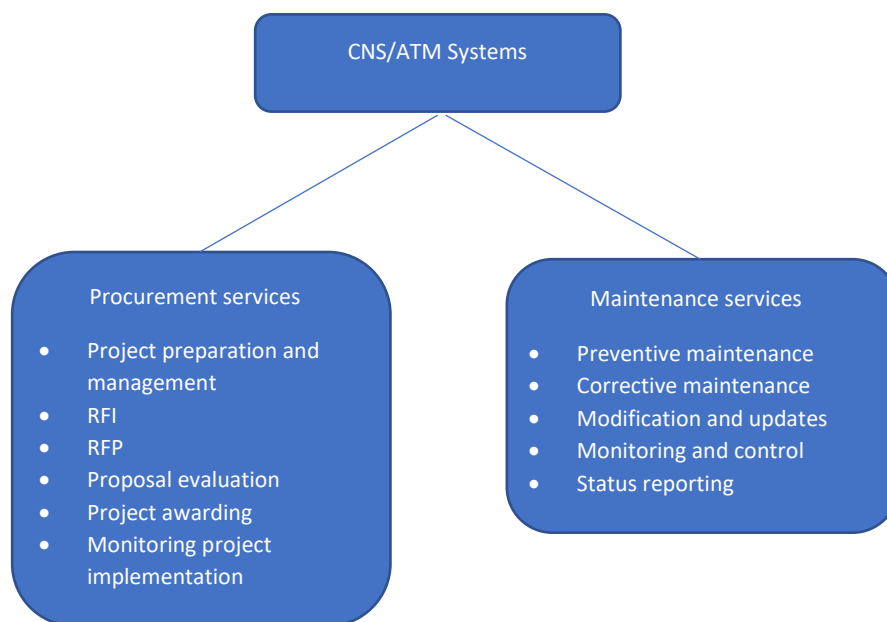 CNS/ATM Systems
Procurement services
• Project preparation and
management
• RFI
• RFP
• Proposal evaluation
• Project awarding
• Monitoring project
implementation
Maintenance services
• Preventive maintenance
• Corrective maintenance
• Modification and updates
• Monitoring and control
• Status reporting